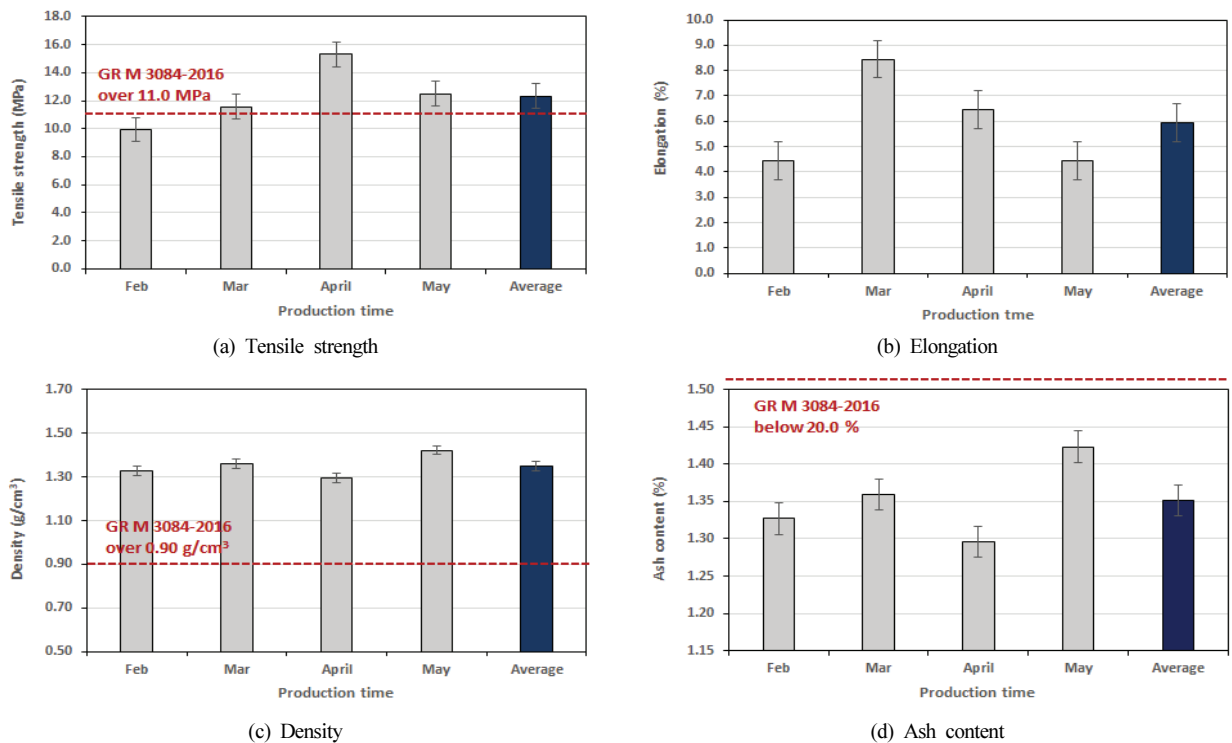 18.0
16.0
14.0
12.0
10.0
8.0
6.0
4.0
2.0
0.0
Tensile strength (MPa)
GR M 3084-2016
over 11.0 MPa
Feb Mar April May Average
Production time
(a) Tensile strength
10.0
9.0
8.0
7.0
6.0
5.0
4.0
3.0
2.0
1.0
0.0
Elongation (%)
Feb Mar April May Average
Production tme
(b) Elongation
1.70
1.50
1.30
1.10
0.90
0.70
0.50
Density (g/cm³)
GR M 3084-2016
over 0.90 g/cm³
Feb Mar April May Average
Production time
(c) Density
1.50
1.45
1.40
1.35
1.30
1.25
1.20
1.15
Ash content (%)
GR M 3084-2016
below 20.0 %
Feb Mar April May Average
Production time
(d) Ash content